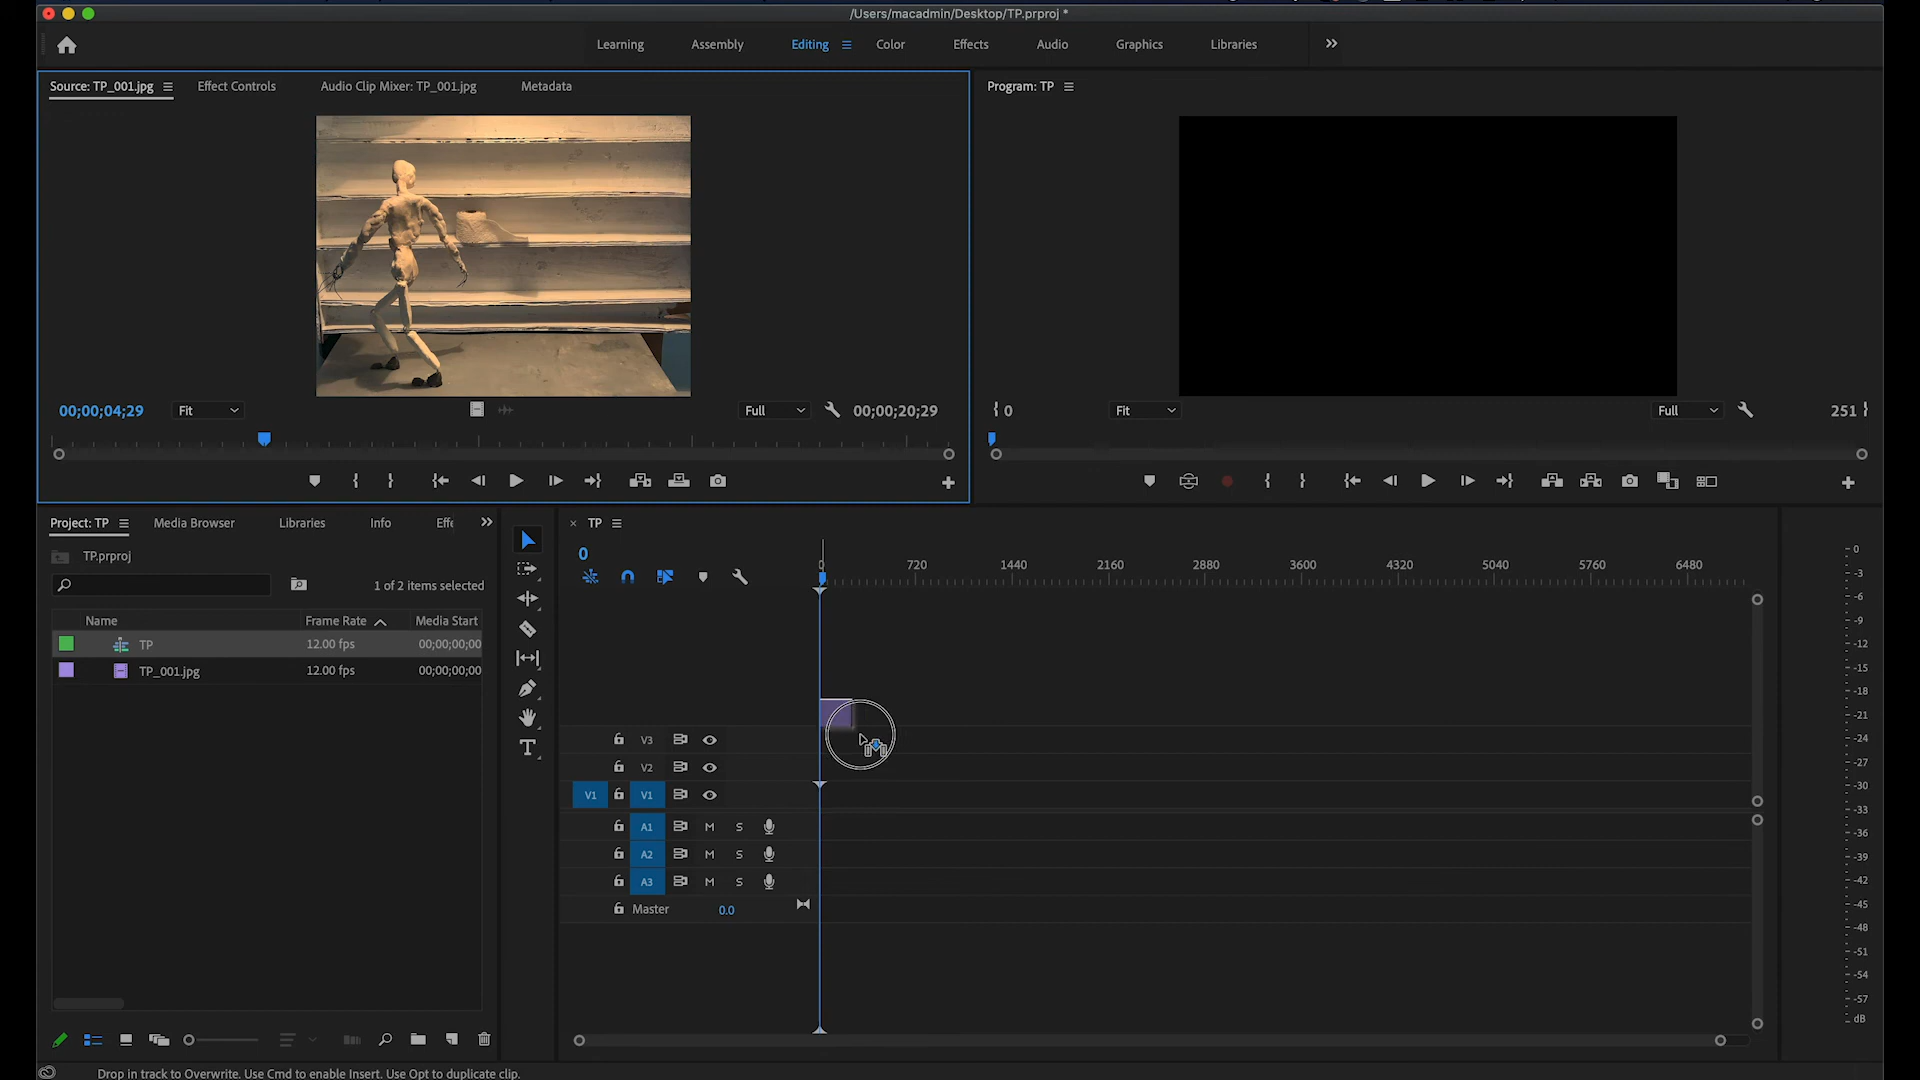 /Users/macadmin/Desktop/TP.prproj *
Learning Assembly Editing Color Effects Audio Graphics Libraries
Source: TP_001.jpg Effect Controls Audio Clip Mixer: TP_001.jpg Metadata
Program: TP
00;00;04;29 Fit Full 00;00;20;29
0 Fit Full 251
Project: TP Media Browser Libraries Info Effe
TP.prproj
1 of 2 items selected
Name Frame Rate Media Start
TP 12.00 fps 00;00;00;00
TP_001.jpg 12.00 fps 00;00;00;00
TP
0
0 720 1440 2160 2880 3600 4320 5040 5760 6480
V3
V2
V1 V1
A1 M S
A2 M S
A3 M S
Master 0.0
0
-3
-6
-9
-12
-15
-18
-21
-24
-27
-30
-33
-36
-39
-42
-45
-48
-51
-54
-57
dB
Drop in track to Overwrite. Use Cmd to enable Insert. Use Opt to duplicate clip.